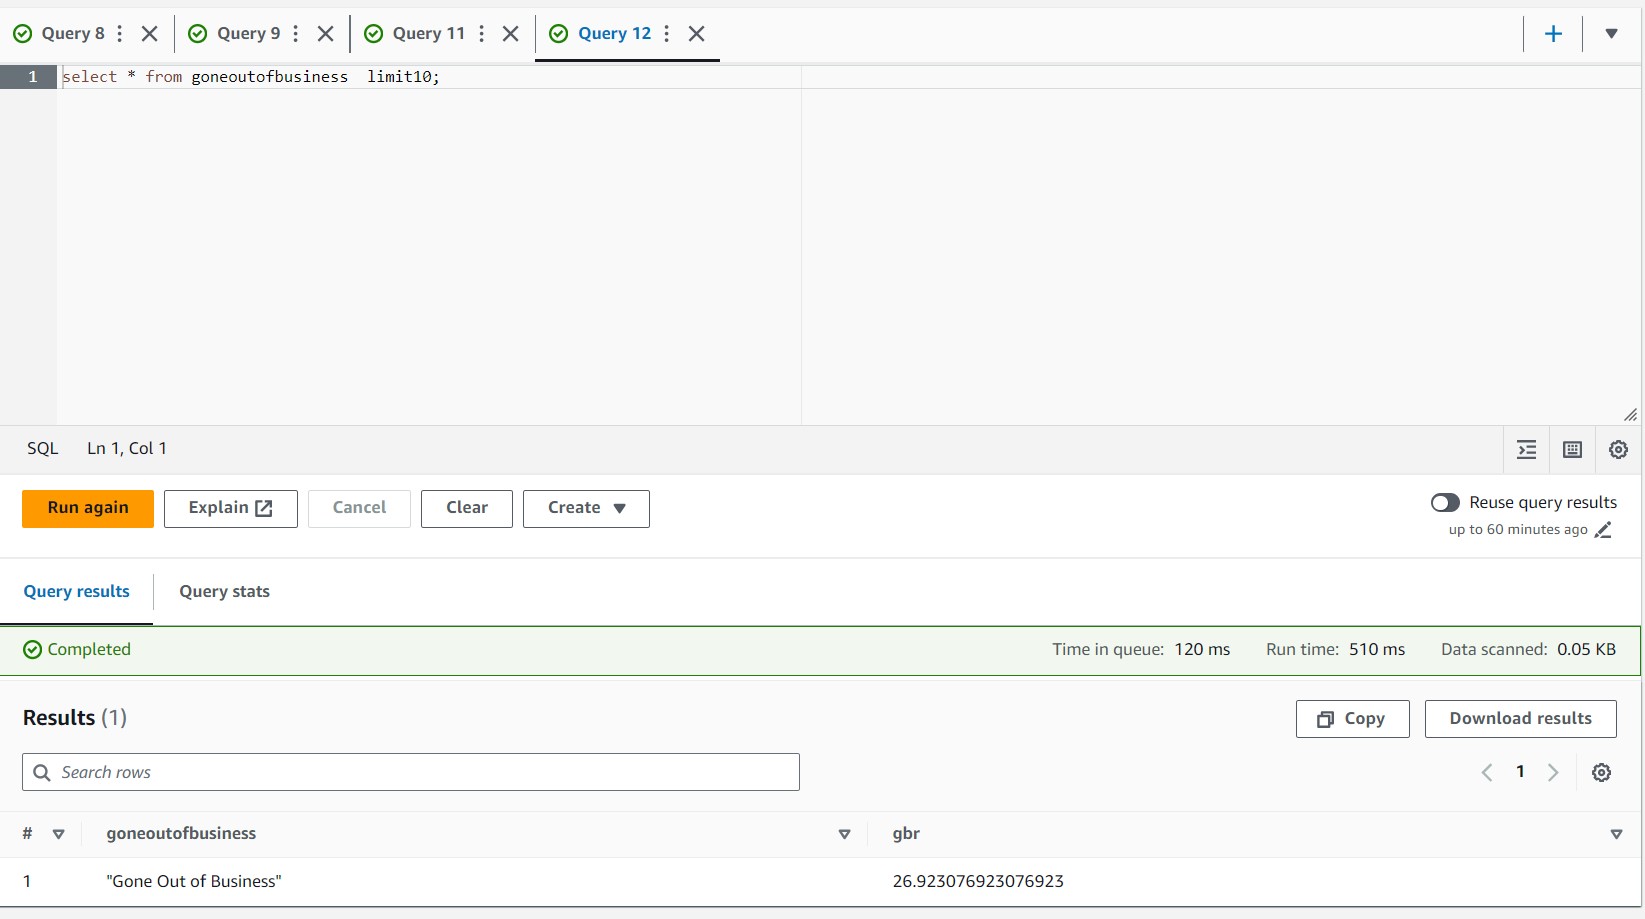 Query 8 Query 9 Query 11 Query 12
1 select * from goneoutofbusiness  limit10;
SQL Ln 1, Col 1
Run again Explain Cancel Clear Create Reuse query results
up to 60 minutes ago
Query results Query stats
Completed Time in queue: 120 ms Run time: 510 ms Data scanned: 0.05 KB
Results (1) Copy Download results
Search rows 1
# goneoutofbusiness gbr
1 "Gone Out of Business" 26.923076923076923